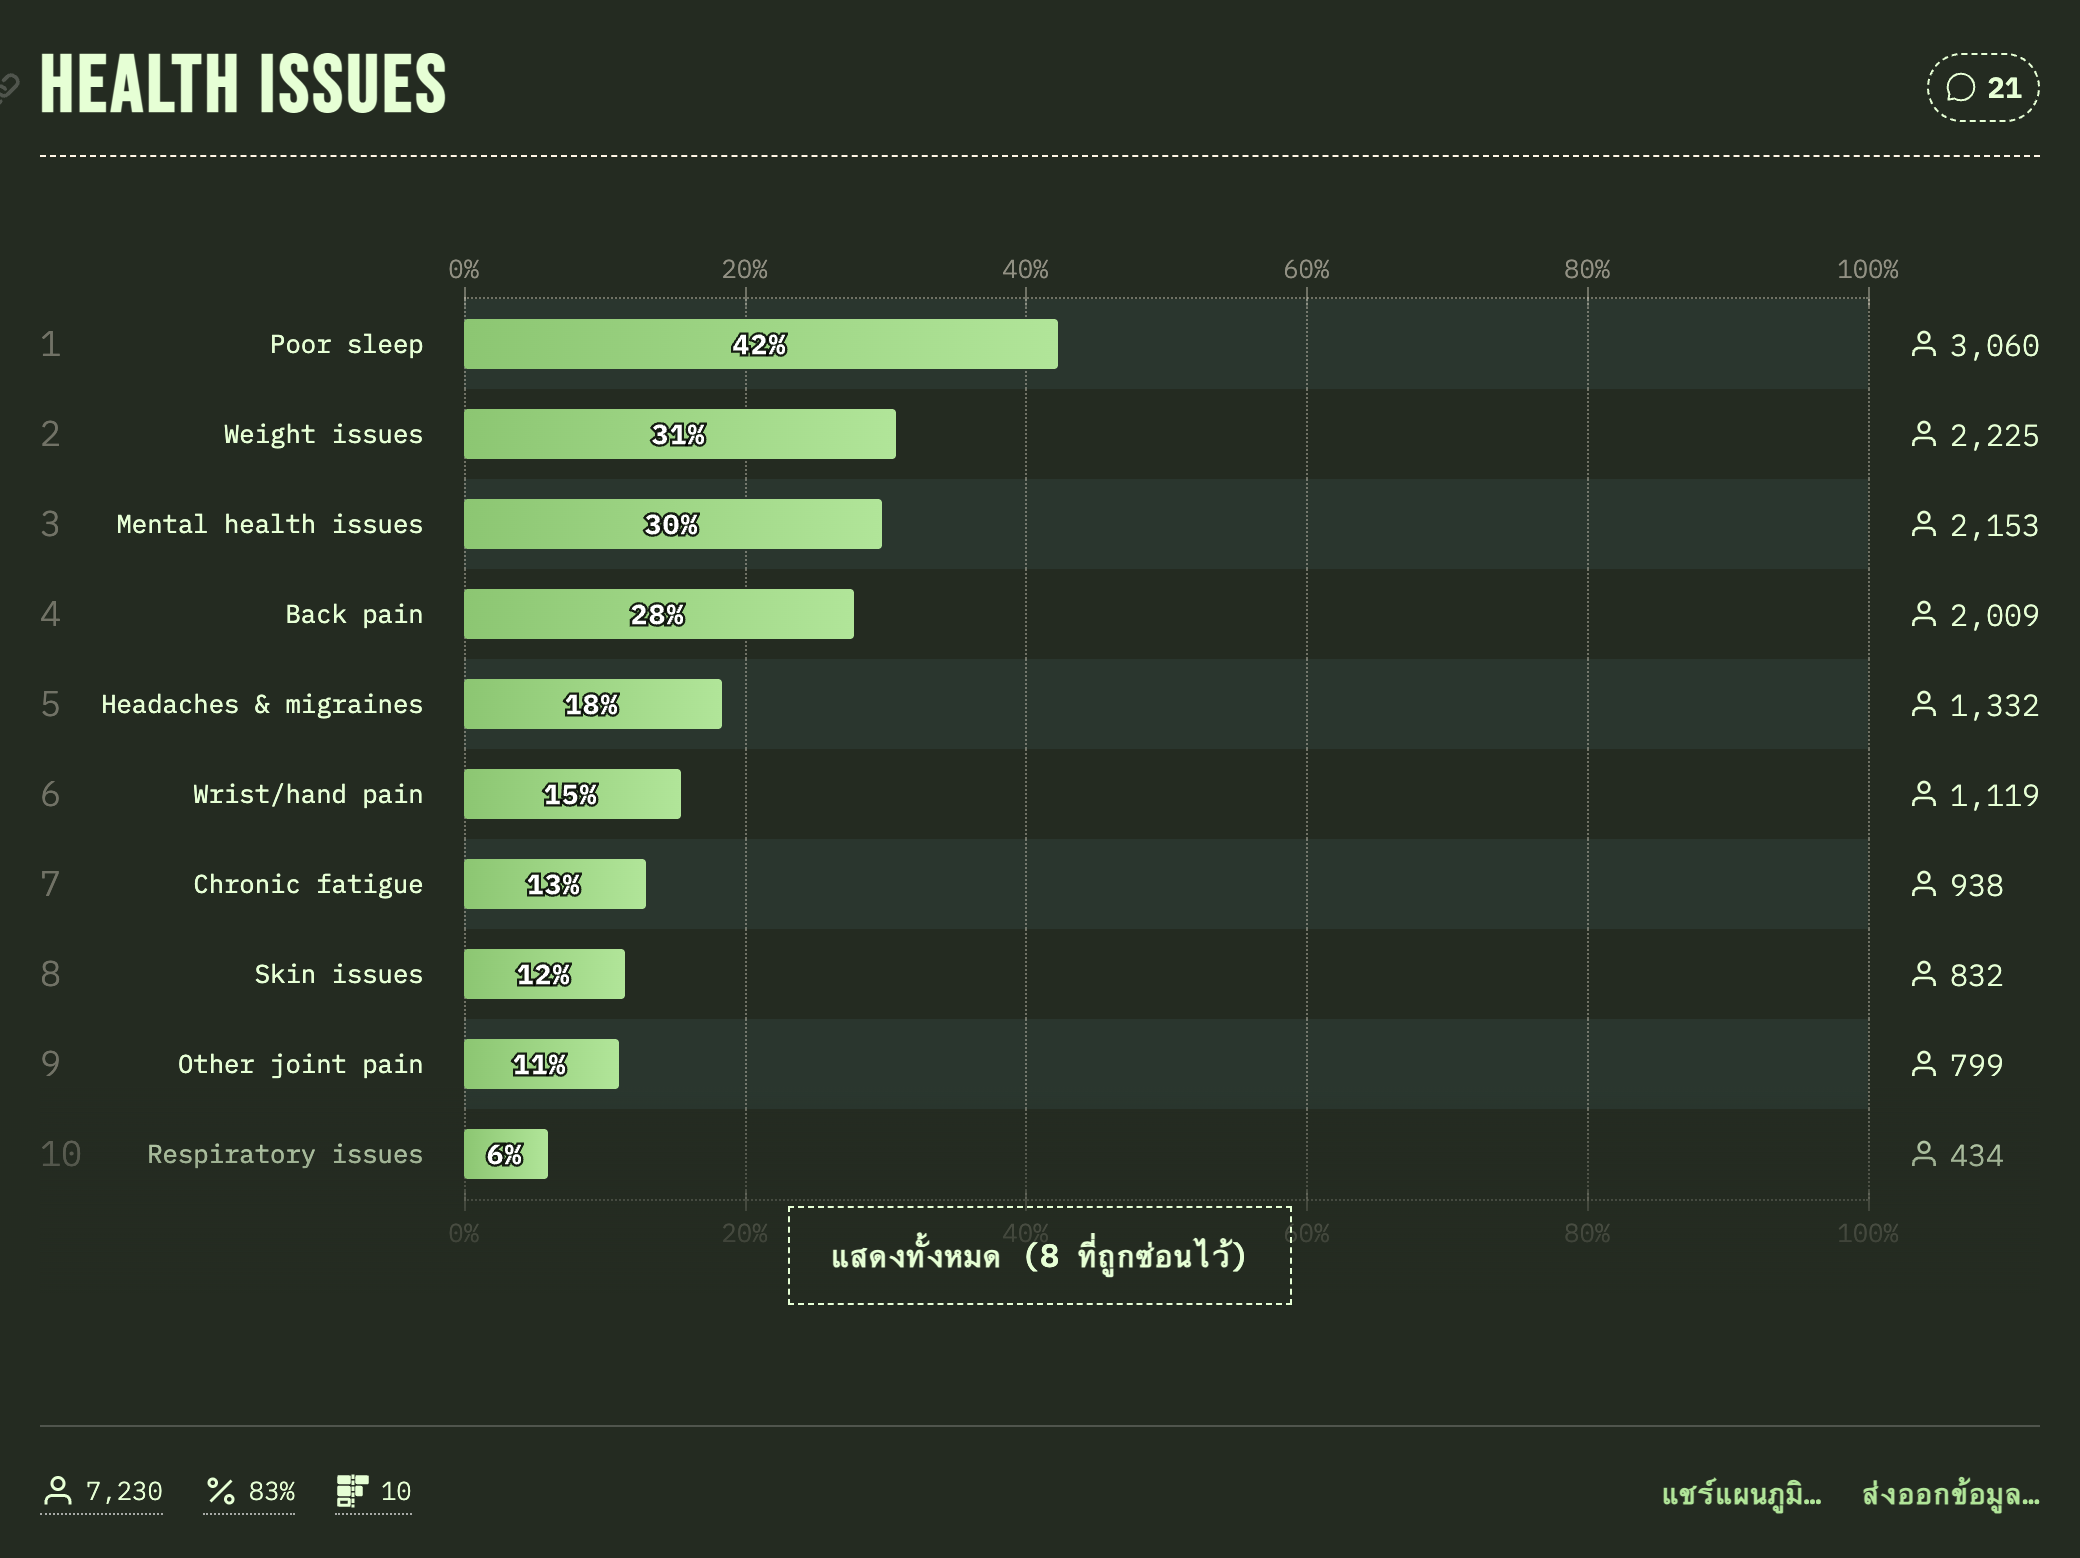 HEALTH ISSUES
21
0% 20% 40% 60% 80% 100%
1 Poor sleep 42% 3,060
2 Weight issues 31% 2,225
3 Mental health issues 30% 2,153
4 Back pain 28% 2,009
5 Headaches & migraines 18% 1,332
6 Wrist/hand pain 15% 1,119
7 Chronic fatigue 13% 938
8 Skin issues 12% 832
9 Other joint pain 11% 799
10 Respiratory issues 6% 434
0% 20% 40% 60% 80% 100%
แสดงทั้งหมด (8 ที่ถูกซ่อนไว้)
7,230 83% 10 แชร์แผนภูมิ… ส่งออกข้อมูล…